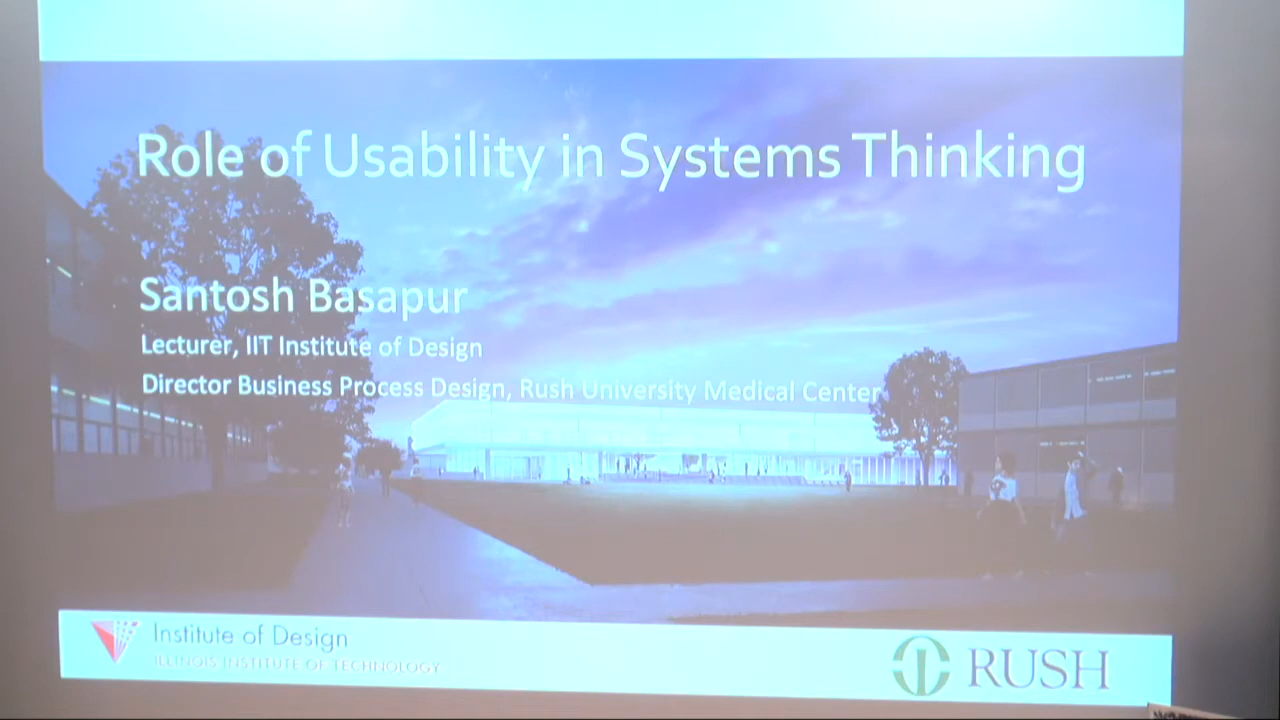 Role of Usability in Systems Thinking
Santosh Basapur
Lecturer, IIT Institute of Design
Director Business Process Design, Rush University Medical Center
Institute of Design
ILLINOIS INSTITUTE OF TECHNOLOGY
RUSH